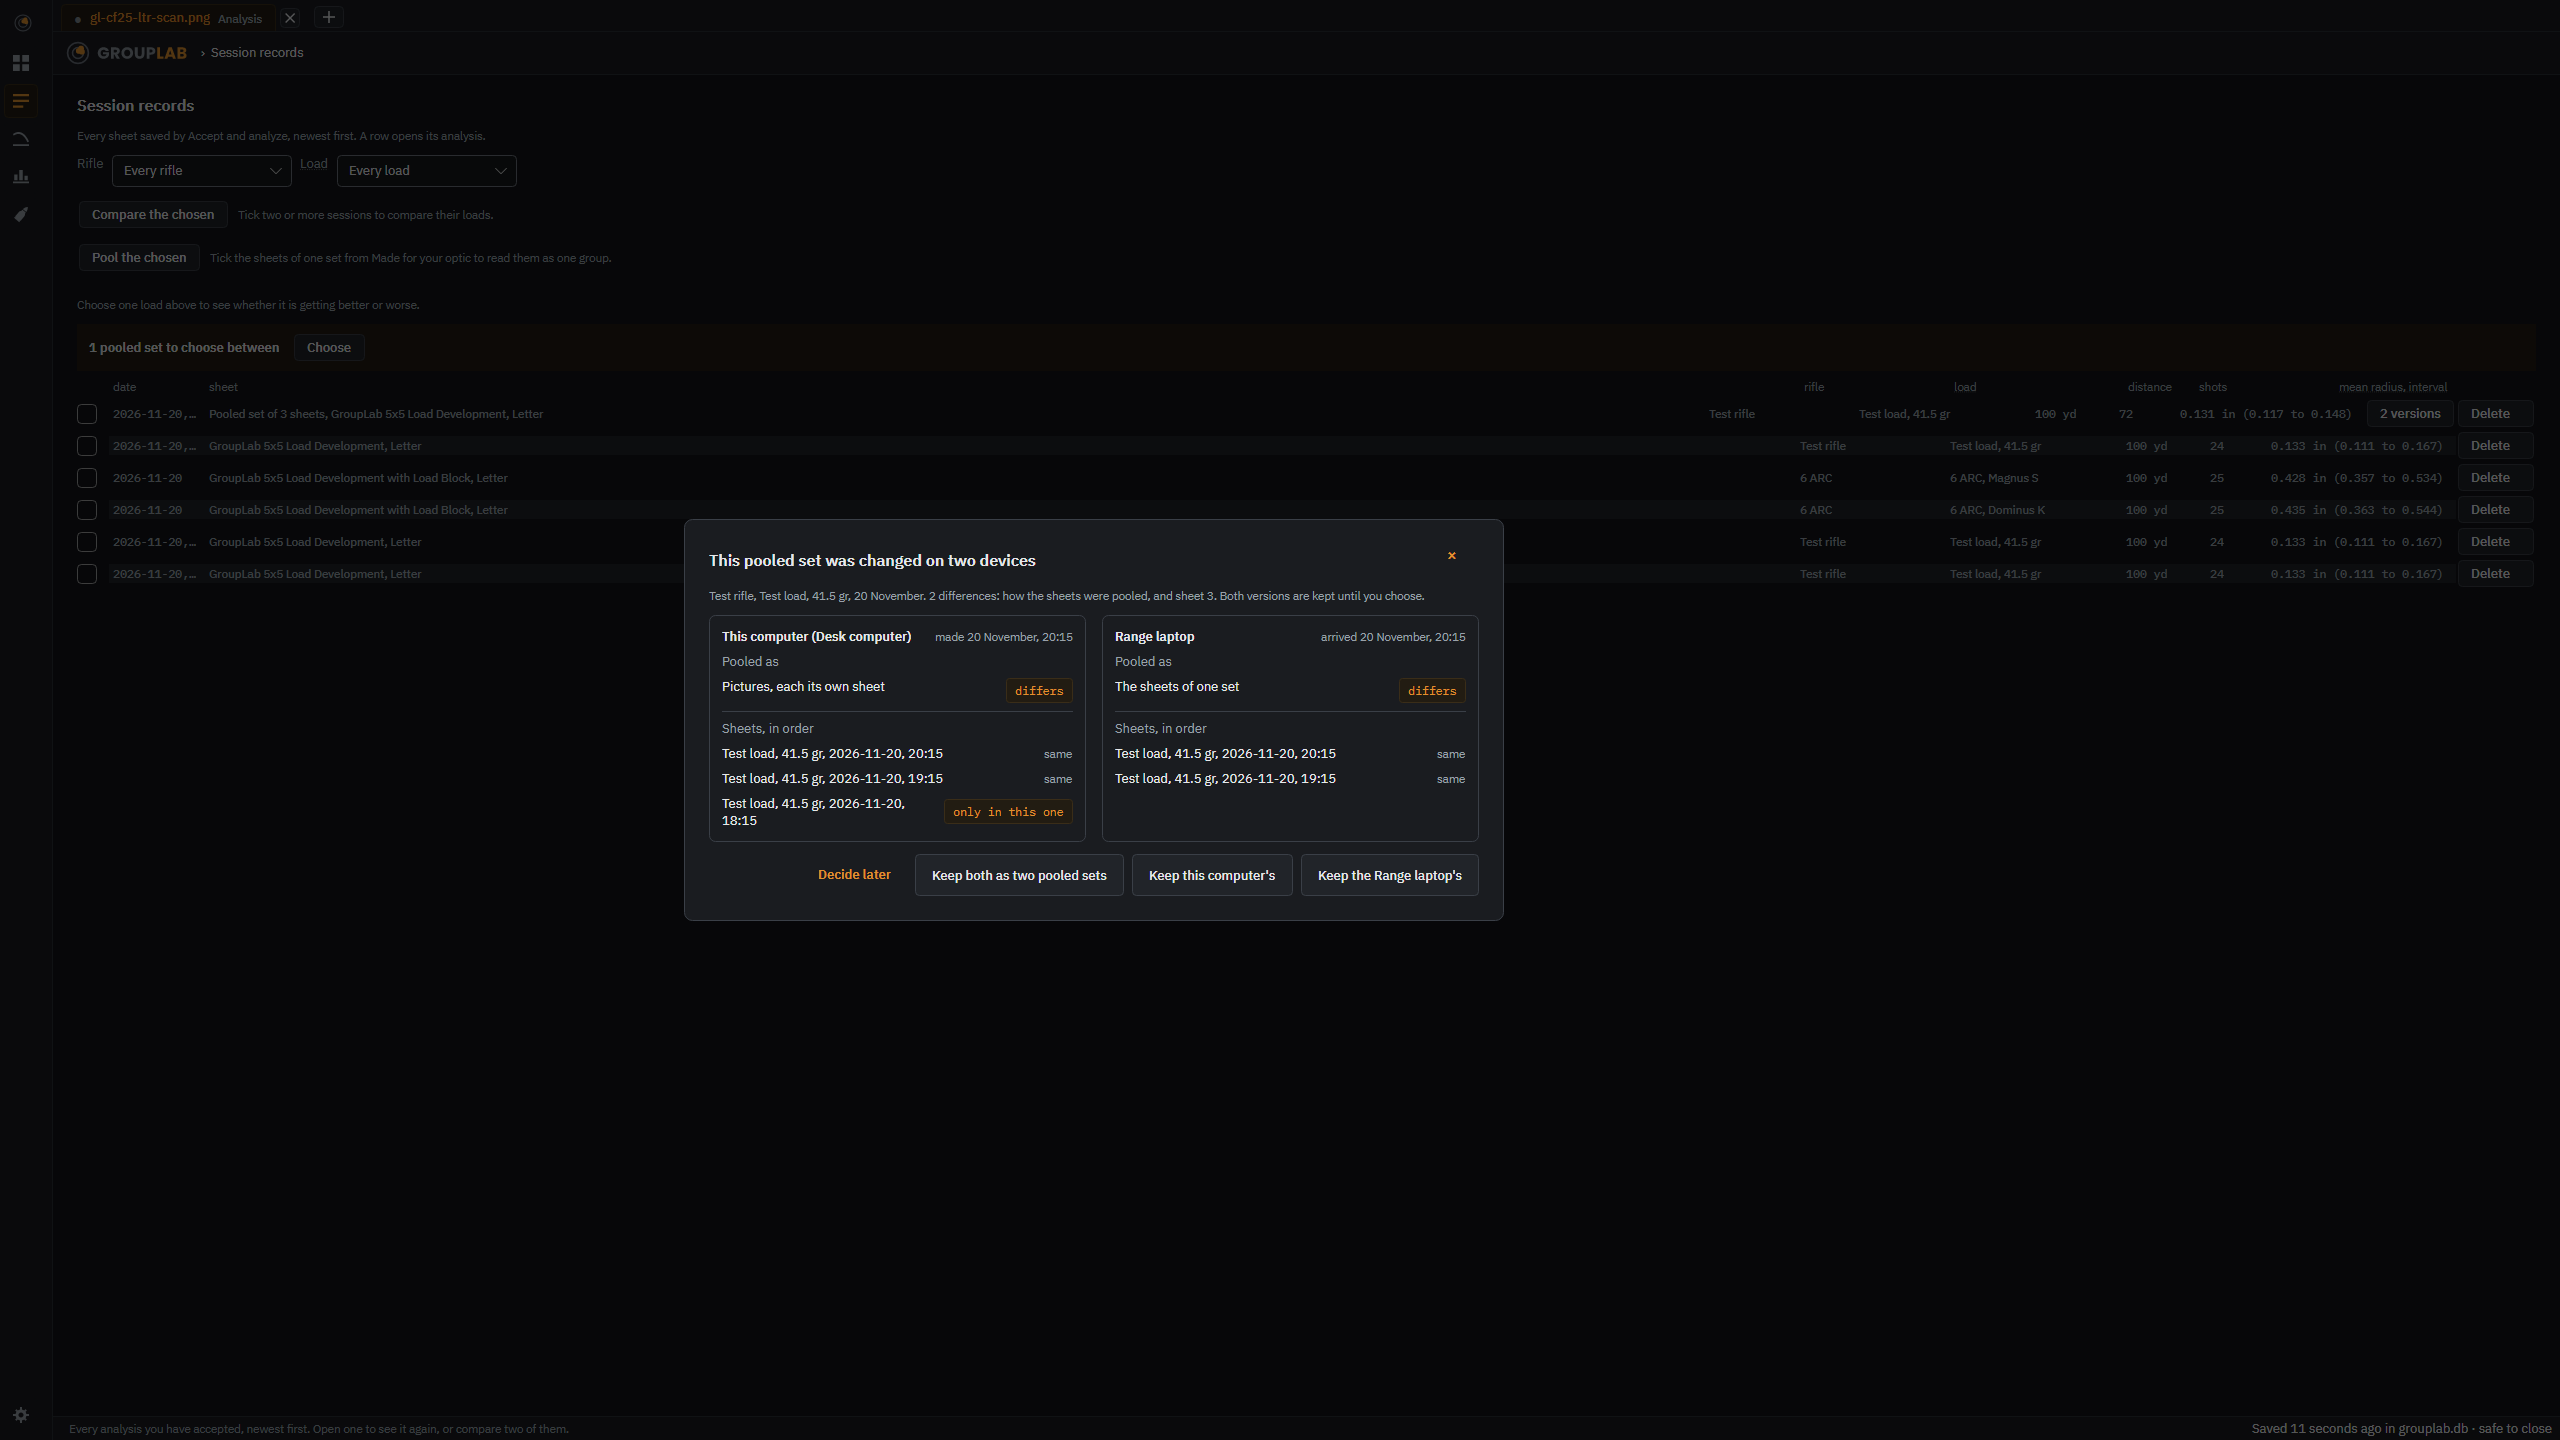 gl-cf25-ltr-scan.png Analysis
GROUPLAB › Session records
Session records
Every sheet saved by Accept and analyze, newest first. A row opens its analysis.
Rifle Every rifle Load Every load
Compare the chosen Tick two or more sessions to compare their loads.
Pool the chosen Tick the sheets of one set from Made for your optic to read them as one group.
Choose one load above to see whether it is getting better or worse.
1 pooled set to choose between Choose
date sheet rifle load distance shots mean radius, interval
2026-11-20,… Pooled set of 3 sheets, GroupLab 5x5 Load Development, Letter Test rifle Test load, 41.5 gr 100 yd 72 0.131 in (0.117 to 0.148) 2 versions Delete
2026-11-20,… GroupLab 5x5 Load Development, Letter Test rifle Test load, 41.5 gr 100 yd 24 0.133 in (0.111 to 0.167) Delete
2026-11-20 GroupLab 5x5 Load Development with Load Block, Letter 6 ARC 6 ARC, Magnus S 100 yd 25 0.428 in (0.357 to 0.534) Delete
2026-11-20 GroupLab 5x5 Load Development with Load Block, Letter 6 ARC 6 ARC, Dominus K 100 yd 25 0.435 in (0.363 to 0.544) Delete
2026-11-20,… GroupLab 5x5 Load Development, Letter Test rifle Test load, 41.5 gr 100 yd 24 0.133 in (0.111 to 0.167) Delete
2026-11-20,… GroupLab 5x5 Load Development, Letter Test rifle Test load, 41.5 gr 100 yd 24 0.133 in (0.111 to 0.167) Delete
This pooled set was changed on two devices
Test rifle, Test load, 41.5 gr, 20 November. 2 differences: how the sheets were pooled, and sheet 3. Both versions are kept until you choose.
This computer (Desk computer) made 20 November, 20:15
Pooled as
Pictures, each its own sheet differs
Sheets, in order
Test load, 41.5 gr, 2026-11-20, 20:15 same
Test load, 41.5 gr, 2026-11-20, 19:15 same
Test load, 41.5 gr, 2026-11-20,
18:15
only in this one
Range laptop arrived 20 November, 20:15
Pooled as
The sheets of one set differs
Sheets, in order
Test load, 41.5 gr, 2026-11-20, 20:15 same
Test load, 41.5 gr, 2026-11-20, 19:15 same
Decide later Keep both as two pooled sets Keep this computer's Keep the Range laptop's
Every analysis you have accepted, newest first. Open one to see it again, or compare two of them.
Saved 11 seconds ago in grouplab.db · safe to close